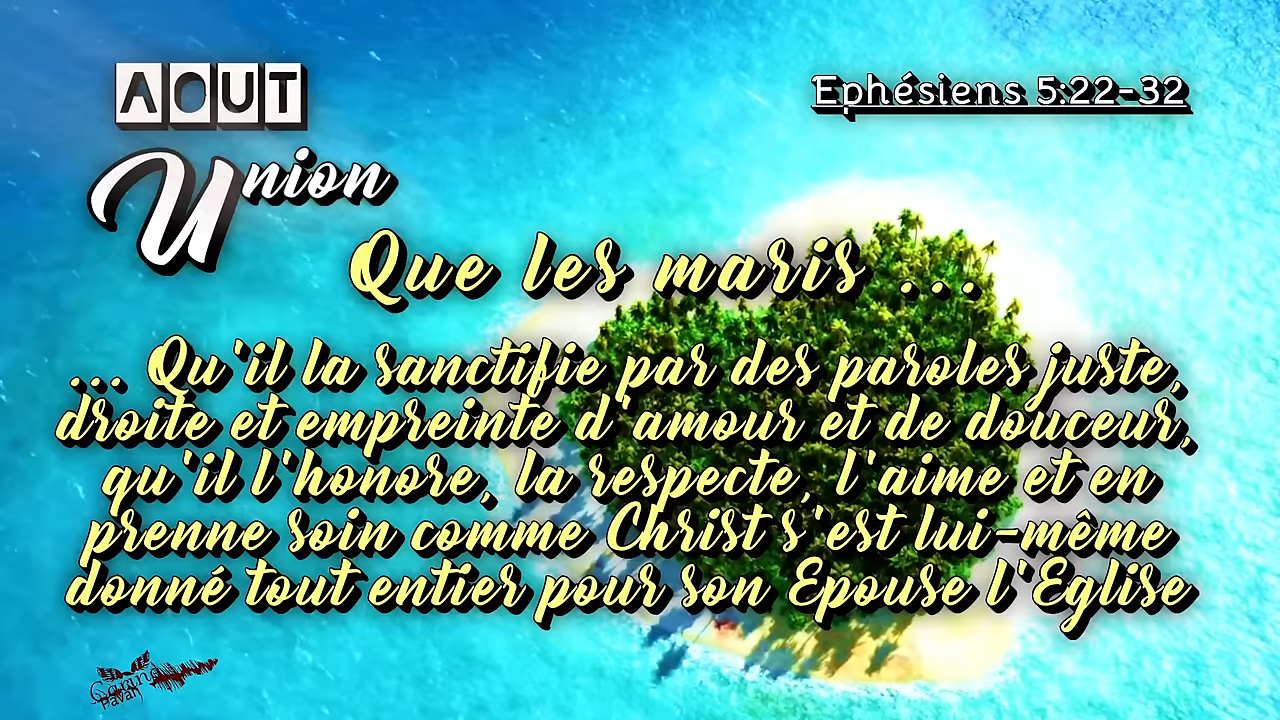 AOUT
Ephésiens 5:22-32
Union
Que les maris ...
... Qu'il la sanctifie par des paroles juste,
droite et empreinte d'amour et de douceur,
qu'il l'honore, la respecte, l'aime et en
prenne soin comme Christ s'est lui-même
donné tout entier pour son Epouse l'Eglise
Pavan